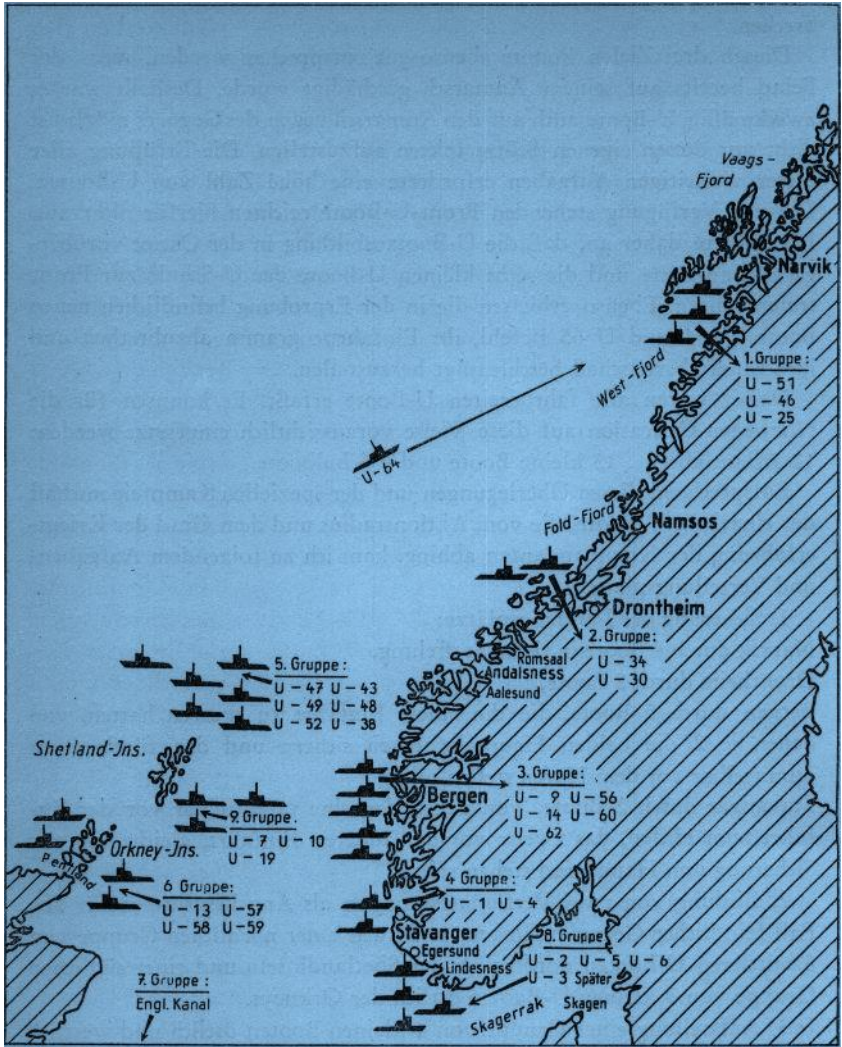 Vaags-
Fjord
Narvik
1.Gruppe:
U-51
U-46
U-25
West-Fjord
U-64
Fold-Fjord
Namsos
Drontheim
2. Gruppe:
U-34
U-30
Romsaal
Andalsness
Aalesund
5. Gruppe:
U-47 U-43
U-49 U-48
U-52 U-38
Shetland-Jns.
3. Gruppe:
U-9 U-56
U-14 U-60
U-62
Bergen
9. Gruppe:
U-7 U-10
U-19
Orkney-Jns.
Pentland
6 Gruppe:
U-13 U-57
U-58 U-59
4 Gruppe:
U-1 U-4
Stavanger
Egersund
Lindesness
8. Gruppe
U-2 U-5 U-6
U-3 Später
7. Gruppe:
Engl. Kanal
Skagerrak
Skagen